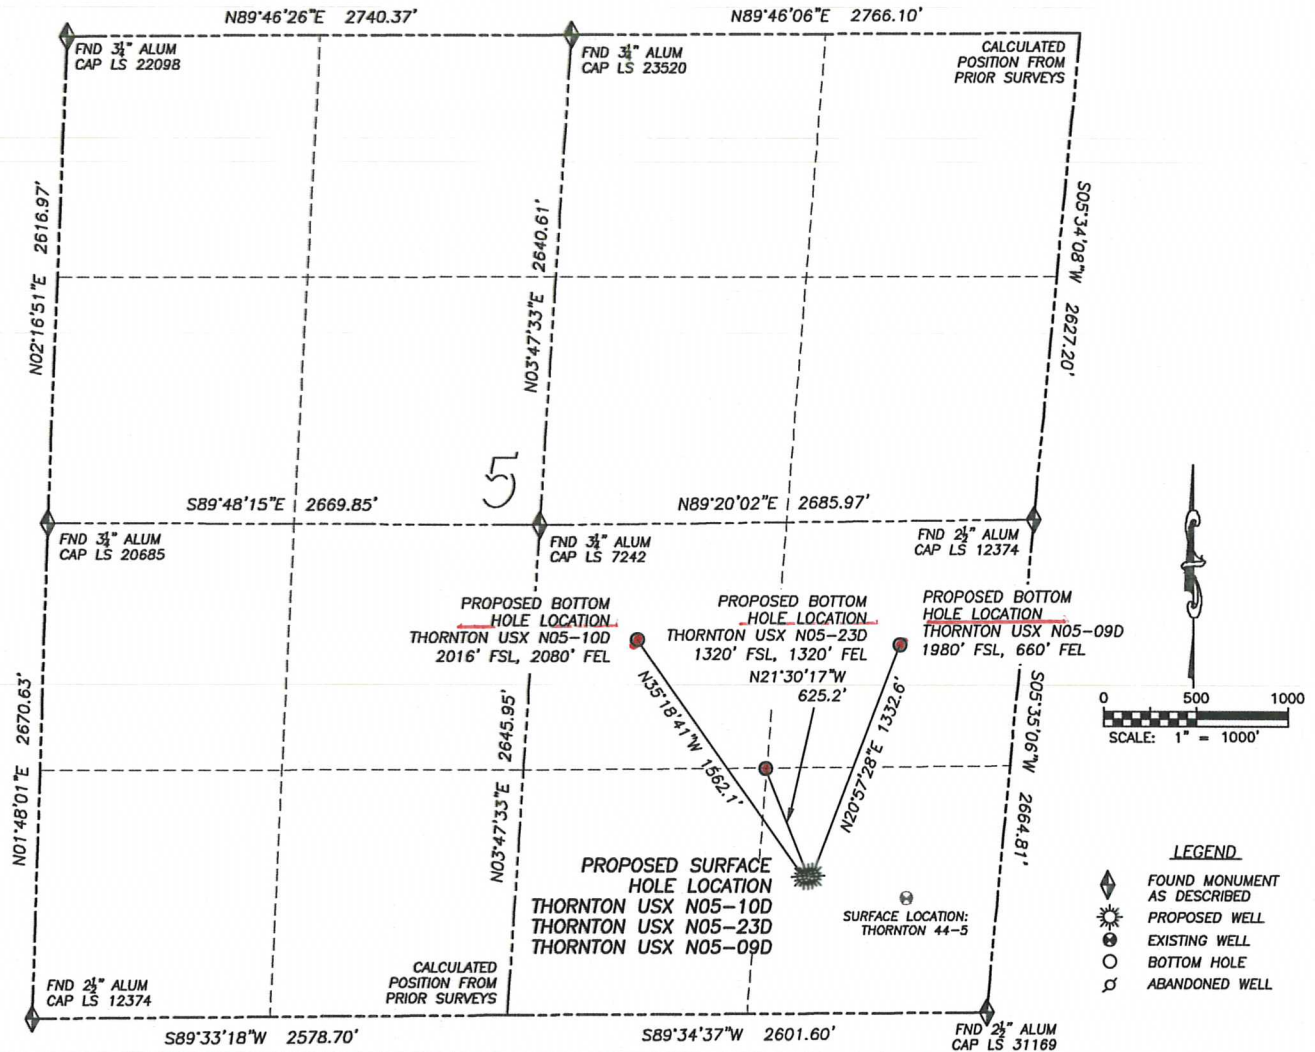 N89°46'26"E 2740.37'
N89°46'06"E 2766.10'
FND 3¼" ALUM
CAP LS 22098
FND 3¼" ALUM
CAP LS 23520
CALCULATED
POSITION FROM
PRIOR SURVEYS
N02°16'51"E 2616.97'
N03°47'33"E 2640.61'
S05°34'08"W 2627.20'
5
S89°48'15"E 2669.85'
N89°20'02"E 2685.97'
FND 3¼" ALUM
CAP LS 20685
FND 3¼" ALUM
CAP LS 7242
FND 2½" ALUM
CAP LS 12374
PROPOSED BOTTOM
HOLE LOCATION
THORNTON USX N05-10D
2016' FSL, 2080' FEL
PROPOSED BOTTOM
HOLE LOCATION
THORNTON USX N05-23D
1320' FSL, 1320' FEL
PROPOSED BOTTOM
HOLE LOCATION
THORNTON USX N05-09D
1980' FSL, 660' FEL
N21°30'17"W
625.2'
N35°18'41"W 1562.1'
N20°57'28"E 1332.6'
N01°48'01"E 2670.63'
N03°47'33"E 2645.95'
S05°35'06"W 2664.81'
0 500 1000
SCALE: 1" = 1000'
PROPOSED SURFACE
HOLE LOCATION
THORNTON USX N05-10D
THORNTON USX N05-23D
THORNTON USX N05-09D
SURFACE LOCATION:
THORNTON 44-5
LEGEND
FOUND MONUMENT
AS DESCRIBED
PROPOSED WELL
EXISTING WELL
BOTTOM HOLE
ABANDONED WELL
FND 2½" ALUM
CAP LS 12374
CALCULATED
POSITION FROM
PRIOR SURVEYS
S89°33'18"W 2578.70'
S89°34'37"W 2601.60'
FND 2½" ALUM
CAP LS 31169